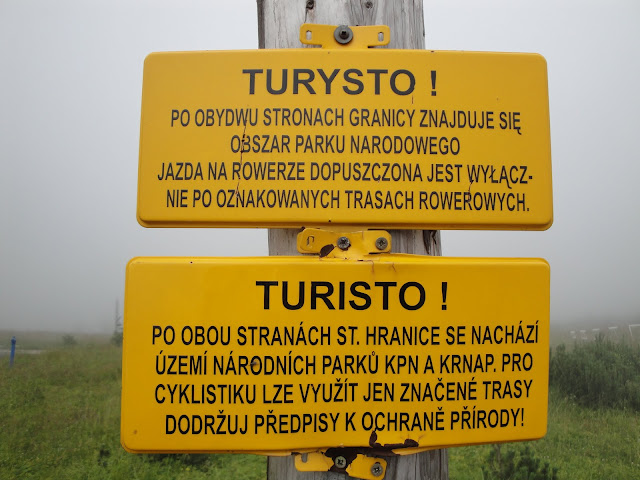 TURYSTO !
PO OBYDWU STRONACH GRANICY ZNAJDUJE SIĘ
OBSZAR PARKU NARODOWEGO
JAZDA NA ROWERZE DOPUSZCZONA JEST WYŁĄCZ-
NIE PO OZNAKOWANYCH TRASACH ROWEROWYCH.
TURISTO !
PO OBOU STRANÁCH ST. HRANICE SE NACHÁZÍ
ÚZEMÍ NÁRODNÍCH PARKŮ KPN A KRNAP. PRO
CYKLISTIKU LZE VYUŽÍT JEN ZNAČENÉ TRASY
DODRŽUJ PŘEDPISY K OCHRANĚ PŘÍRODY!